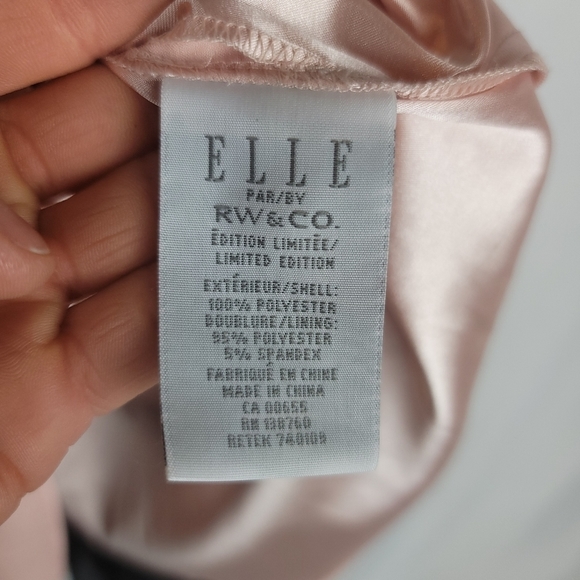 ELLE
PAR/BY
RW&CO.
ÉDITION LIMITÉE/
LIMITED EDITION
EXTÉRIEUR/SHELL:
100% POLYESTER
DOUBLURE/LINING:
95% POLYESTER
5% SPANDEX
FABRIQUÉ EN CHINE
MADE IN CHINA
CA 00655
RN 138760
RETEK 740109